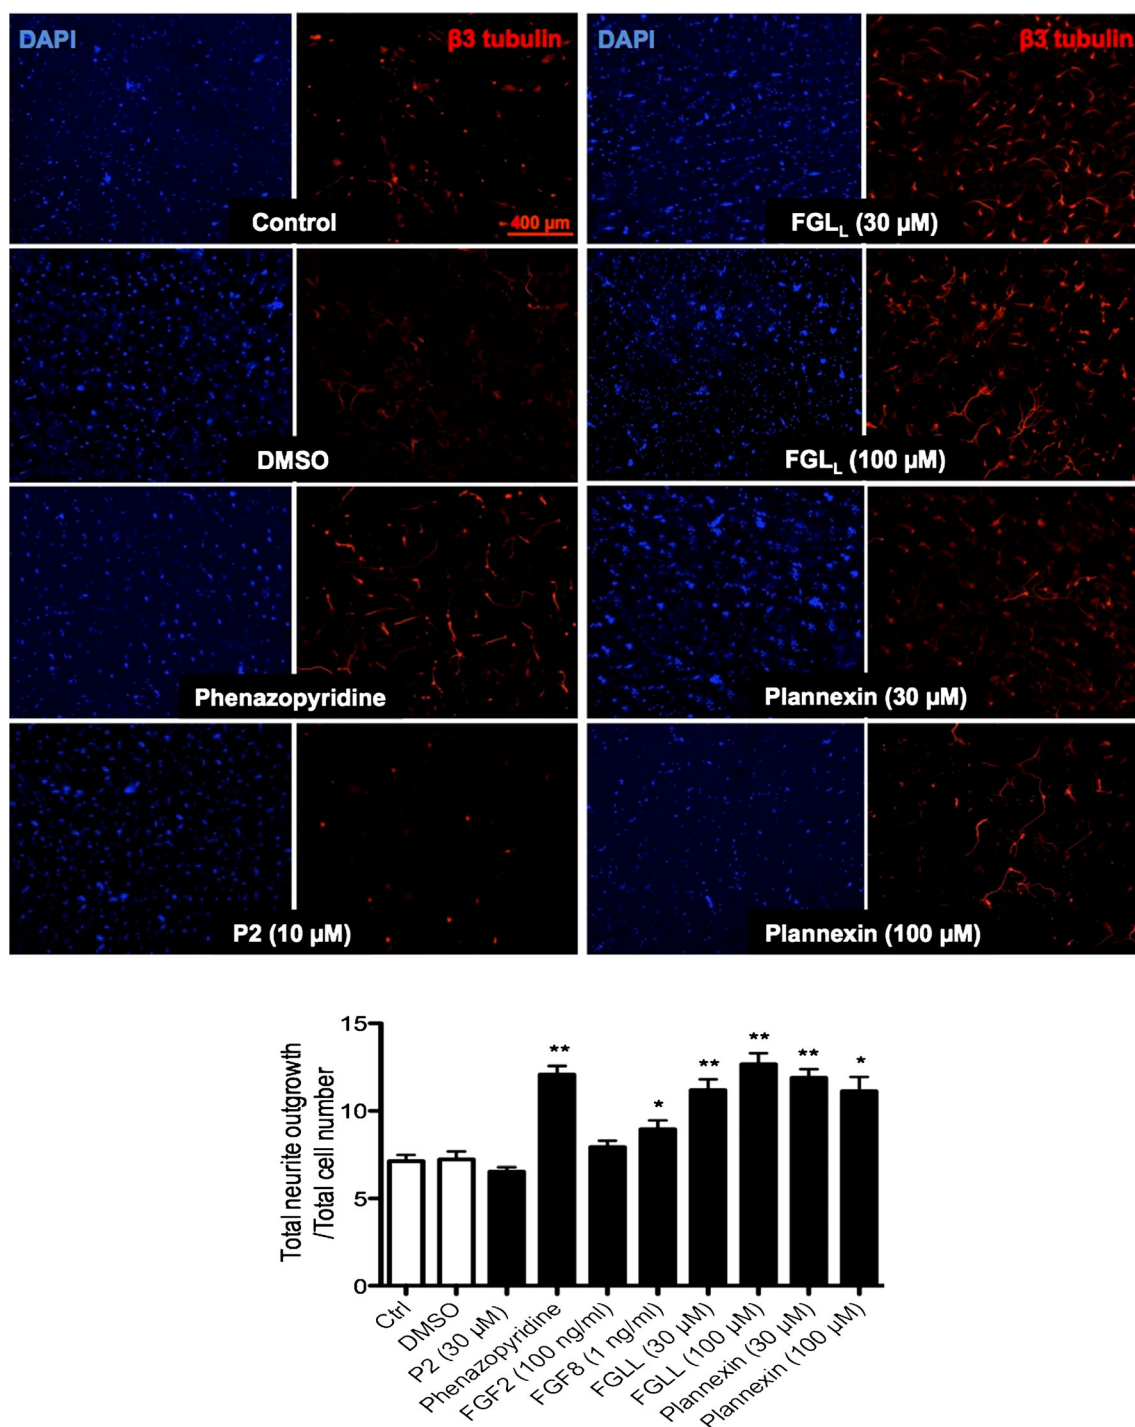 DAPI β3 tubulin DAPI β3 tubulin
Control
400 µm
FGLL (30 µM)
DMSO
FGLL (100 µM)
Phenazopyridine
Plannexin (30 µM)
P2 (10 µM)
Plannexin (100 µM)
Total neurite outgrowth
/Total cell number
15
10
5
0
** * ** ** ** *
Ctrl
DMSO
P2 (30 µM)
Phenazopyridine
FGF2 (100 ng/ml)
FGF8 (1 ng/ml)
FGLL (30 µM)
FGLL (100 µM)
Plannexin (30 µM)
Plannexin (100 µM)